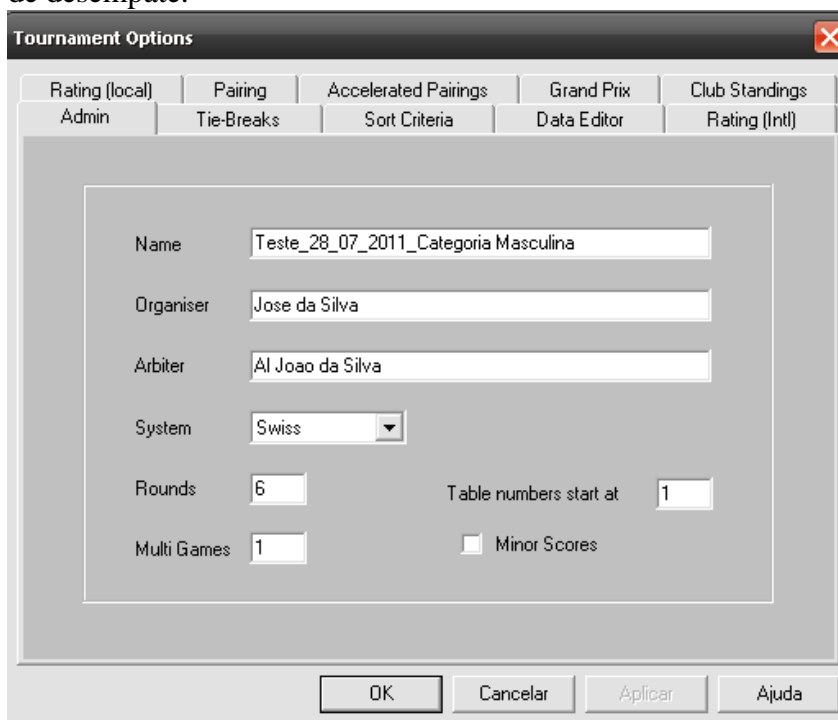 de desempate.
Tournament Options
Rating (local) Pairing Accelerated Pairings Grand Prix Club Standings
Admin Tie-Breaks Sort Criteria Data Editor Rating (Intl)
Name Teste_28_07_2011_Categoria Masculina
Organiser Jose da Silva
Arbiter AI Joao da Silva
System Swiss
Rounds 6 Table numbers start at 1
Multi Games 1 Minor Scores
OK Cancelar Aplicar Ajuda